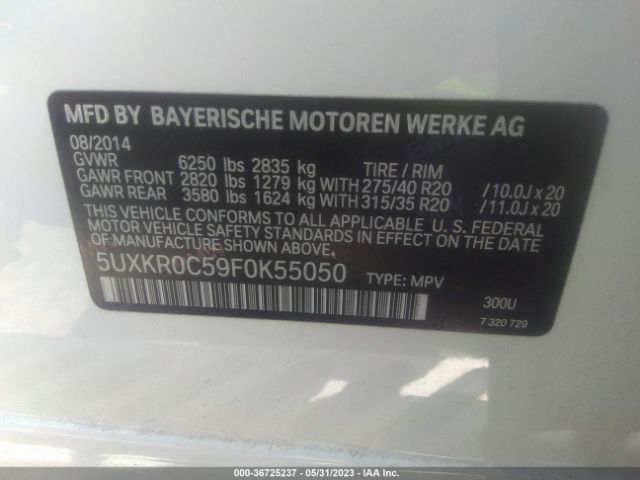 MFD BY BAYERISCHE MOTOREN WERKE AG
08/2014
GVWR 6250 lbs 2835 kg TIRE / RIM
GAWR FRONT 2820 lbs 1279 kg WITH 275/40 R20 /10.0J x 20
GAWR REAR 3580 lbs 1624 kg WITH 315/35 R20 /11.0J x 20
THIS VEHICLE CONFORMS TO ALL APPLICABLE U. S. FEDERAL
MOTOR VEHICLE SAFETY STANDARDS IN EFFECT ON THE DATE
OF MANUFACTURE SHOWN ABOVE.
5UXKR0C59F0K55050 TYPE: MPV
300U
7 320 729
000-36725237 - 05/31/2023 - IAA Inc.